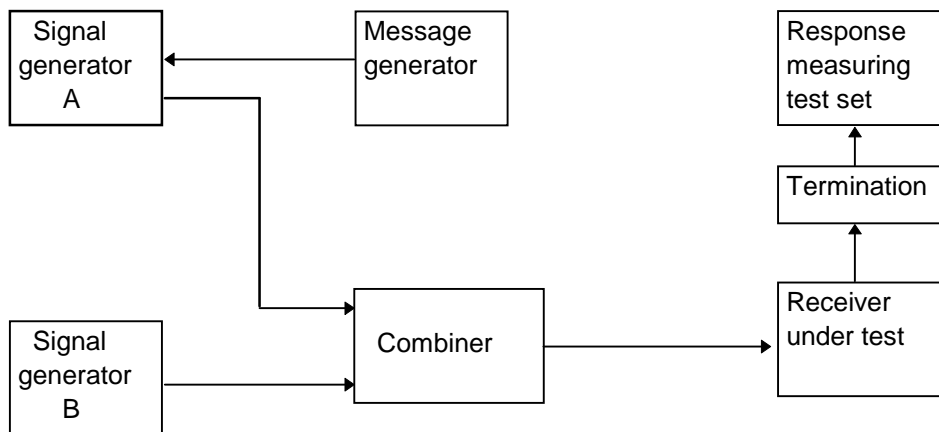 Signal
generator
A
Message
generator
Response
measuring
test set
Termination
Signal
generator
B
Combiner
Receiver
under test